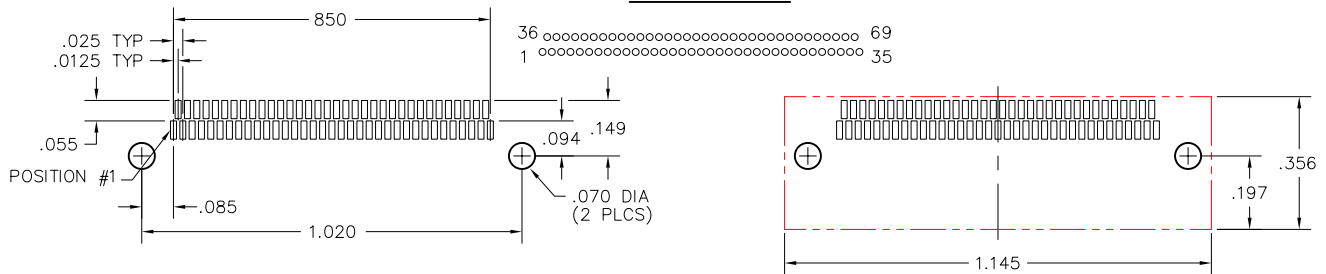 850
.025 TYP
.0125 TYP
36
69
1
35
.055
.094
.149
POSITION #1
.085
.070 DIA
(2 PLCS)
1.020
.356
.197
1.145